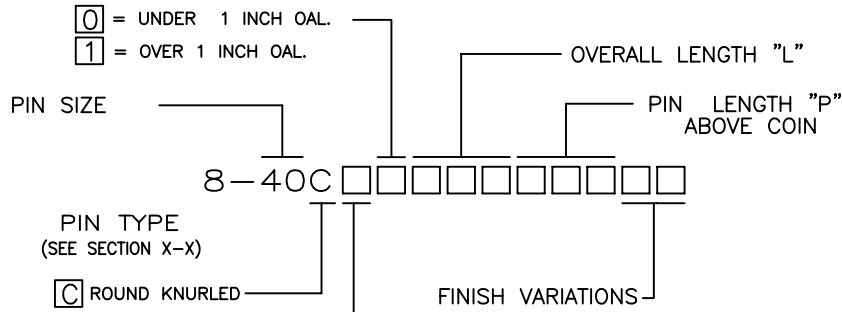 0 = UNDER 1 INCH OAL.
1 = OVER 1 INCH OAL.
OVERALL LENGTH "L"
PIN SIZE
PIN LENGTH "P"
ABOVE COIN
8-40C
PIN TYPE
(SEE SECTION X-X)
C ROUND KNURLED
FINISH VARIATIONS